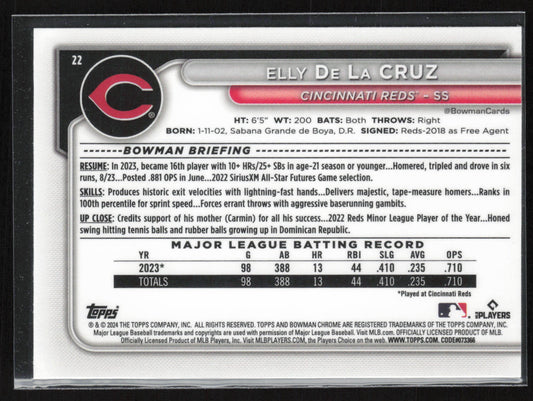 22
ELLY DE LA CRUZ
CINCINNATI REDS® – SS
@BowmanCards
HT: 6'5" WT: 200 BATS: Both THROWS: Right
BORN: 1-11-02, Sabana Grande de Boya, D.R. SIGNED: Reds-2018 as Free Agent
BOWMAN BRIEFING
RESUME: In 2023, became 16th player with 10+ HRs/25+ SBs in age-21 season or younger...Homered, tripled and drove in six
runs, 8/23...Posted .881 OPS in June...2022 SiriusXM All-Star Futures Game selection.
SKILLS: Produces historic exit velocities with lightning-fast hands...Delivers majestic, tape-measure homers...Ranks in
100th percentile for sprint speed...Forces errant throws with aggressive baserunning gambits.
UP CLOSE: Credits support of his mother (Carmin) for all his success...2022 Reds Minor League Player of the Year...Honed
swing hitting tennis balls and rubber balls growing up in Dominican Republic.
MAJOR LEAGUE BATTING RECORD
YR G AB HR RBI SLG AVG OPS
2023* 98 388 13 44 .410 .235 .710
TOTALS 98 388 13 44 .410 .235 .710
*Played at Cincinnati Reds
Topps
PLAYERS
® & © 2024 THE TOPPS COMPANY, INC. ALL RIGHTS RESERVED. TOPPS AND BOWMAN CHROME ARE REGISTERED TRADEMARKS OF THE TOPPS COMPANY, INC.
Major League Baseball trademarks and copyrights are used with permission of Major League Baseball. Visit MLB.com. OFFICIALLY LICENSED PRODUCT OF MLB.
Officially Licensed Product of MLB Players, Inc. Visit MLBPLAYERS.com, the Players Choice on the web. WWW.TOPPS.COM. CODE#073366